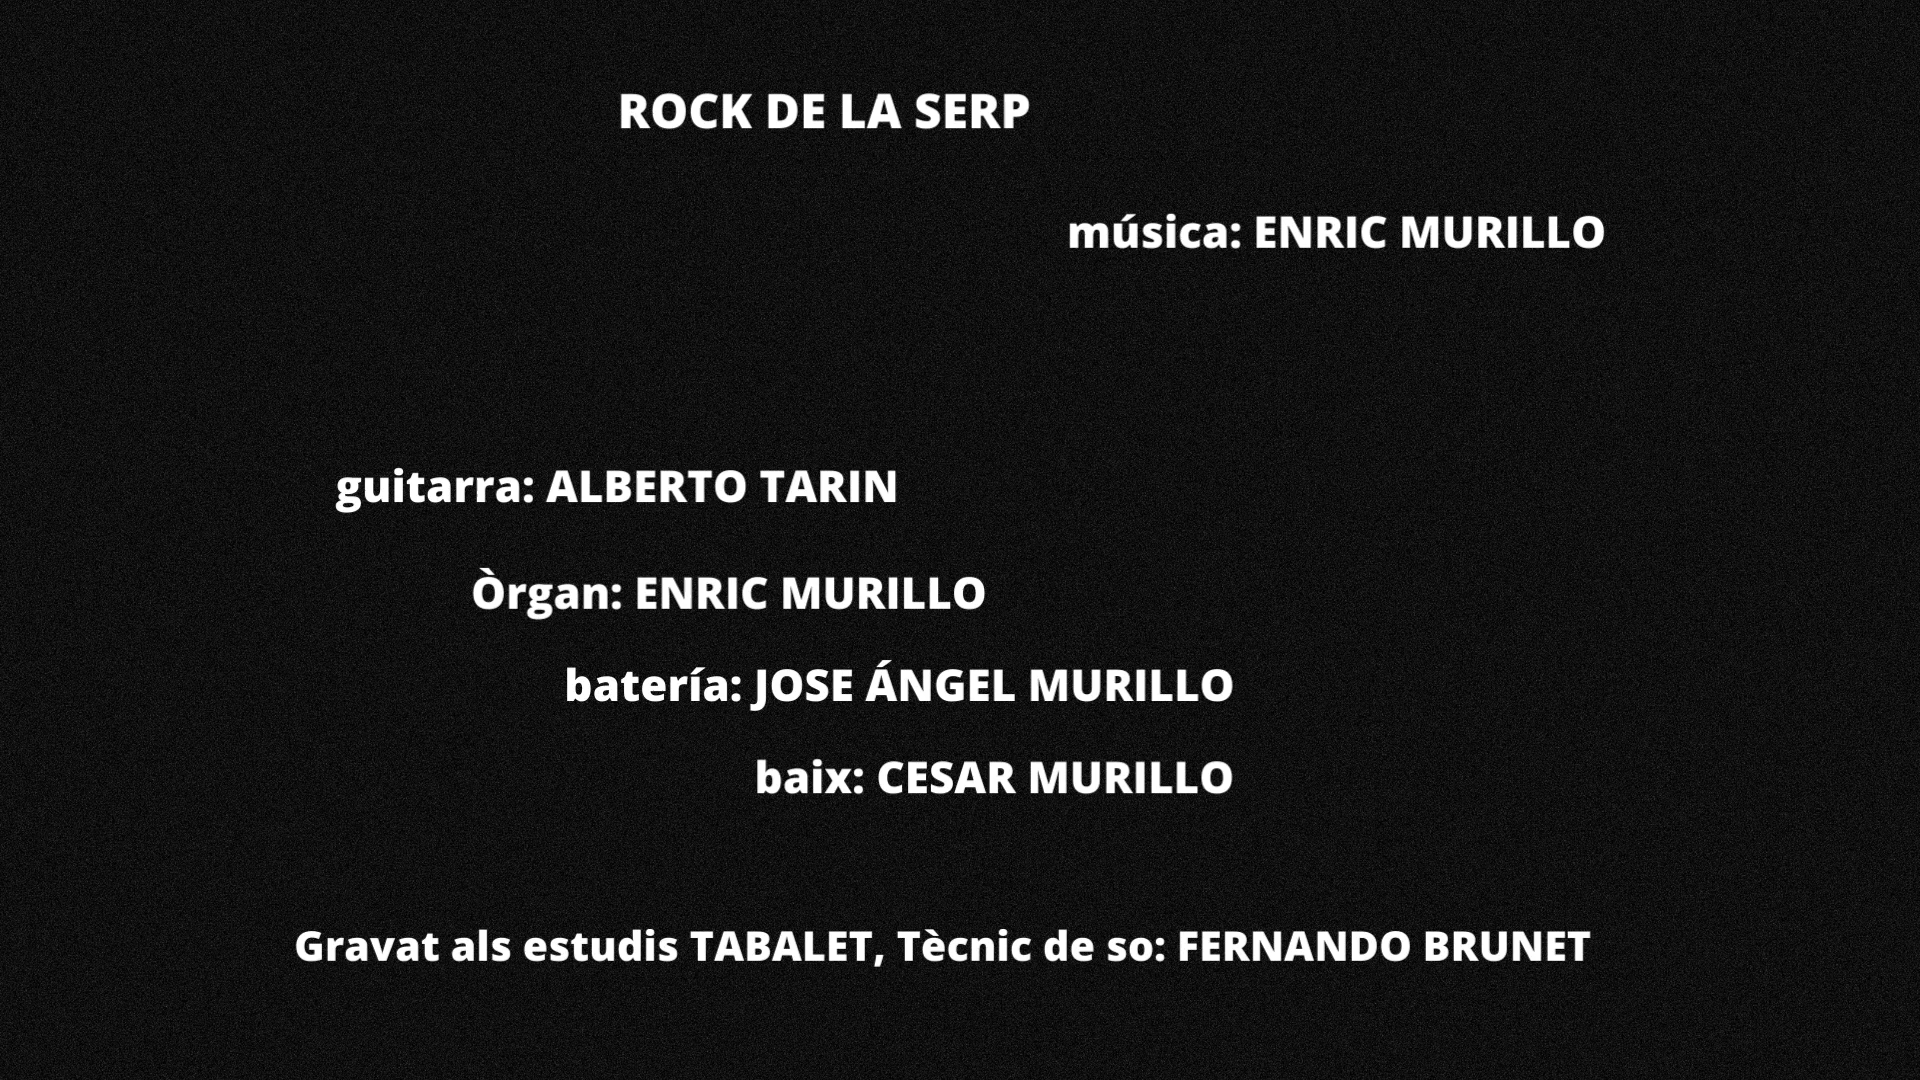 ROCK DE LA SERP
música: ENRIC MURILLO
guitarra: ALBERTO TARIN
Òrgan: ENRIC MURILLO
batería: JOSE ÁNGEL MURILLO
baix: CESAR MURILLO
Gravat als estudis TABALET, Tècnic de so: FERNANDO BRUNET